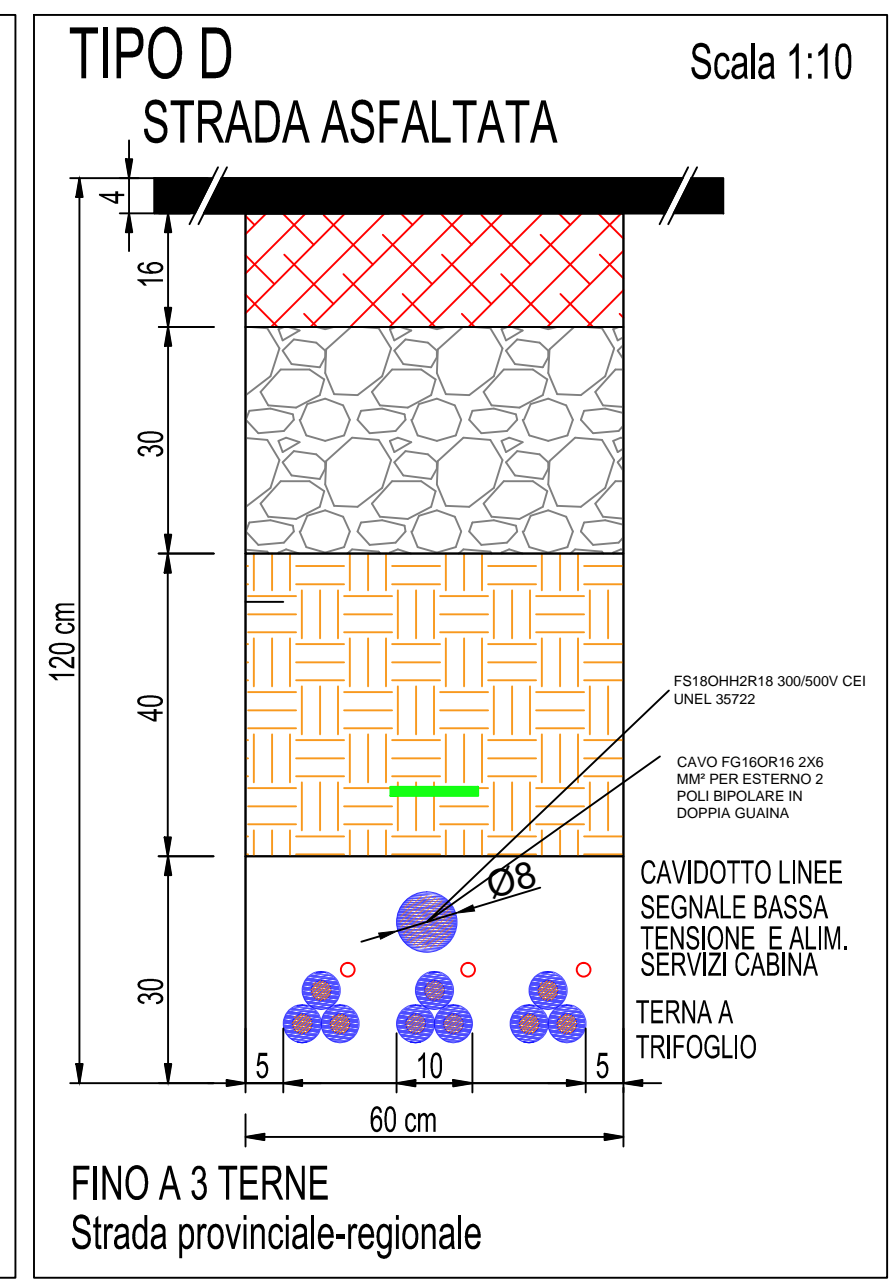 TIPO D
Scala 1:10
STRADA ASFALTATA
4
16
30
120 cm
40
FS18OHH2R18 300/500V CEI
UNEL 35722
CAVO FG16OR16 2X6
MM² PER ESTERNO 2
POLI BIPOLARE IN
DOPPIA GUAINA
Ø8
CAVIDOTTO LINEE
SEGNALE BASSA
TENSIONE E ALIM.
SERVIZI CABINA
30
TERNA A
TRIFOGLIO
5
10
5
60 cm
FINO A 3 TERNE
Strada provinciale-regionale